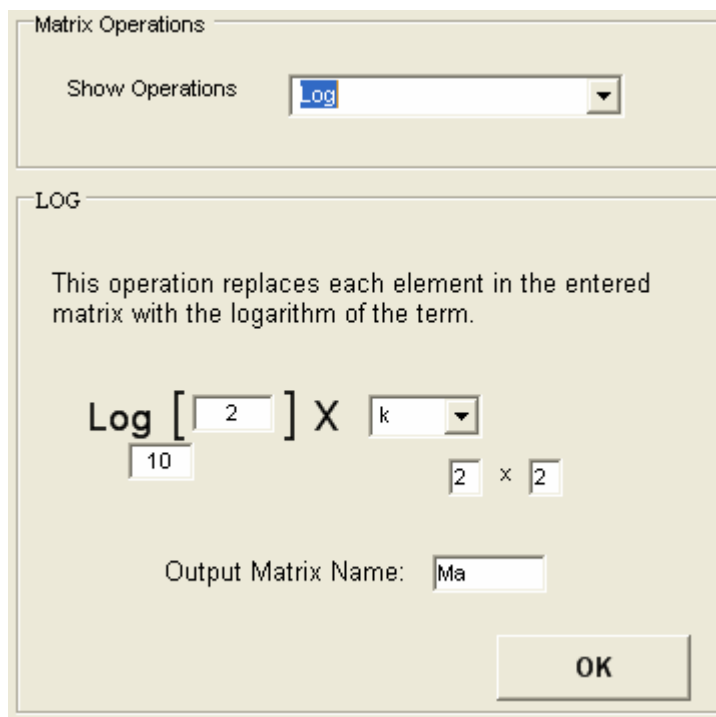 Matrix Operations
Show Operations Log
LOG
This operation replaces each element in the entered
matrix with the logarithm of the term.
Log [ 2 ] X k
10
2 x 2
Output Matrix Name: Ma
OK